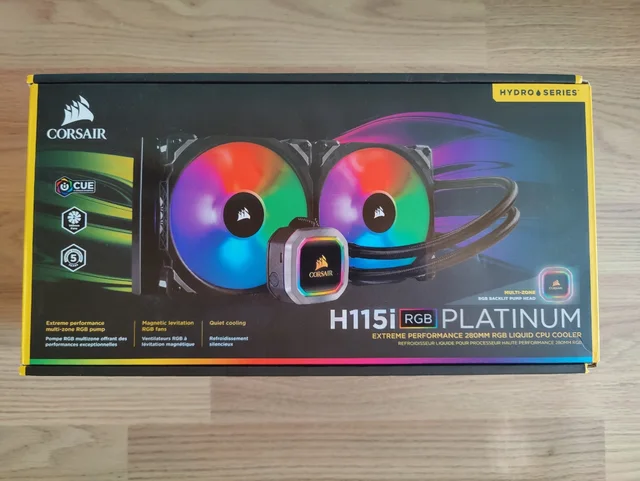 HYDRO SERIES
CORSAIR
CUE
5
CORSAIR
MULTI-ZONE
RGB BACKLIT PUMP HEAD
H115i RGB PLATINUM
EXTREME PERFORMANCE 280MM RGB LIQUID CPU COOLER
REFROIDISSEUR LIQUIDE POUR PROCESSEUR HAUTE PERFORMANCE 280MM RGB
Extreme performance
multi-zone RGB pump
Pompe RGB multizone offrant des
performances exceptionnelles
Magnetic levitation
RGB fans
Ventilateurs RGB à
lévitation magnétique
Quiet cooling
Refroidissement
silencieux